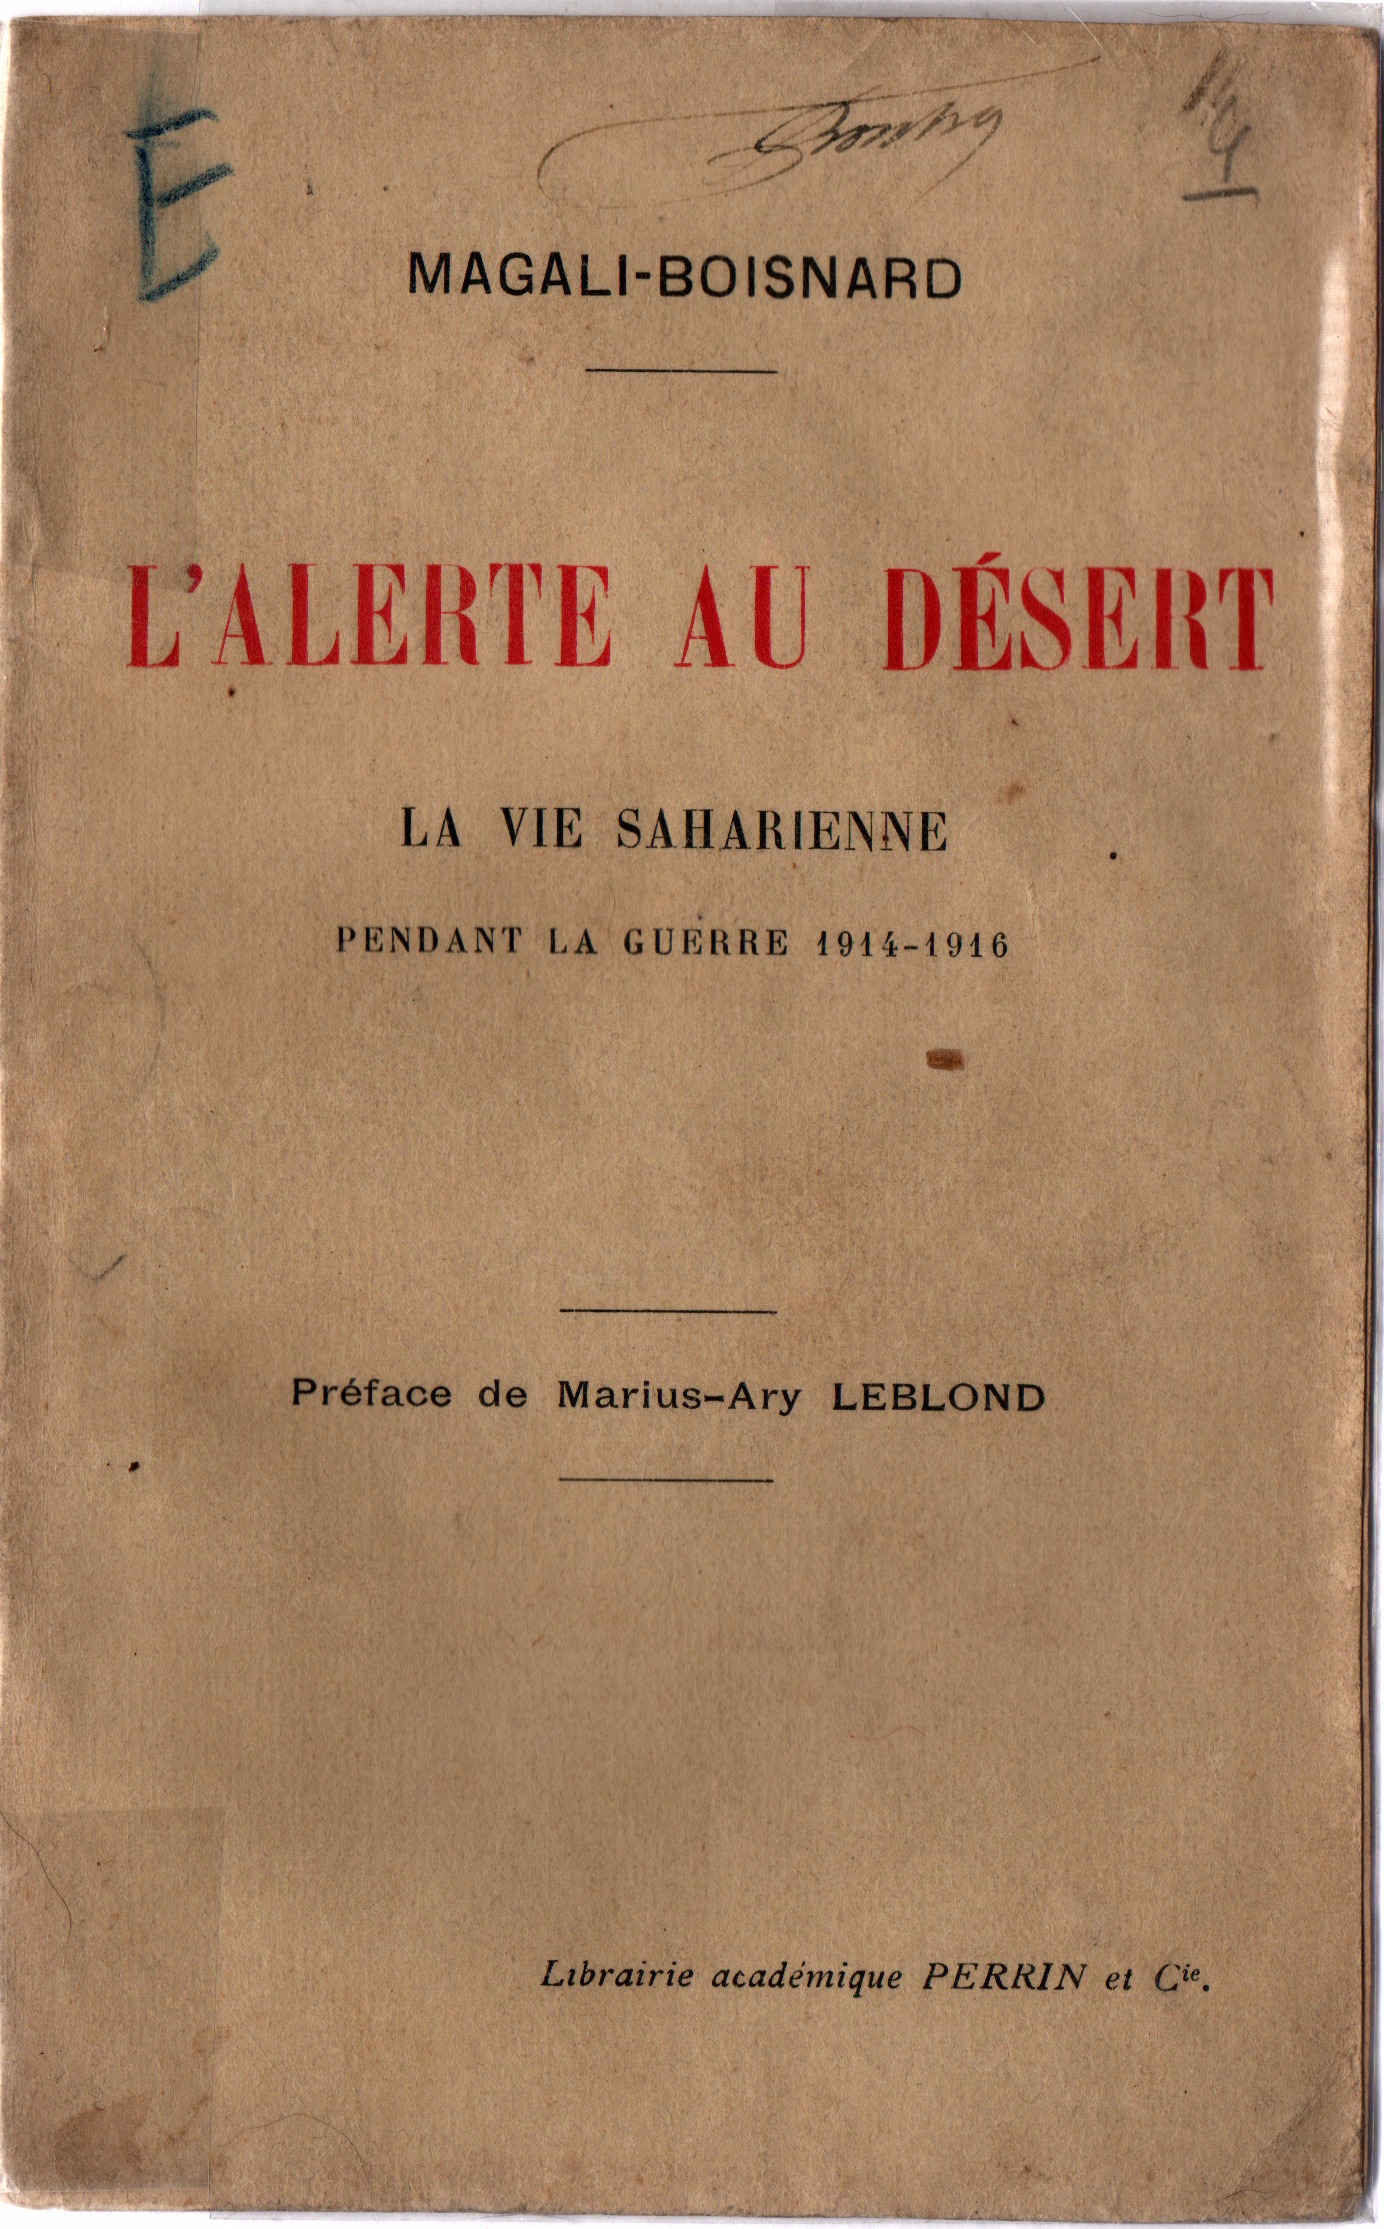 E
MAGALI-BOISNARD
L'ALERTE AU DÉSERT
LA VIE SAHARIENNE
PENDANT LA GUERRE 1914-1916
Préface de Marius-Ary LEBLOND
Librairie académique PERRIN et Cie.